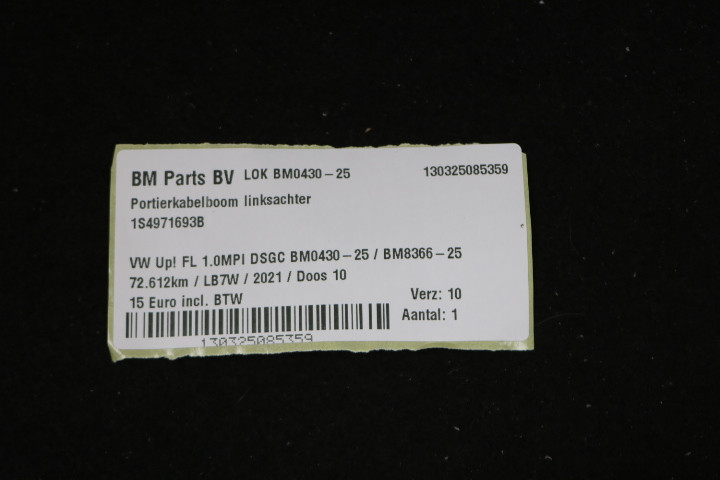 BM Parts BV LOK BM0430-25 130325085359
Portierkabelboom linksachter
1S4971693B
VW Up! FL 1.0MPI DSGC BM0430-25 / BM8366-25
72.612km / LB7W / 2021 / Doos 10
15 Euro incl. BTW
Verz: 10
Aantal: 1
130325085359